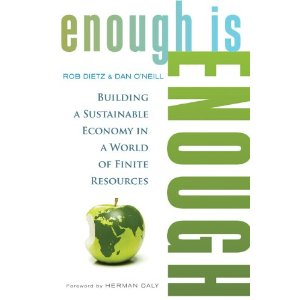 enough is
ENOUGH
ROB DIETZ & DAN O'NEILL
BUILDING
A SUSTAINABLE
ECONOMY IN
A WORLD
OF FINITE
RESOURCES
Foreword by HERMAN DALY